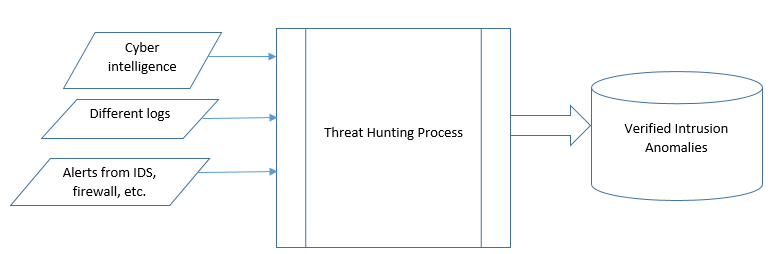 Cyber
intelligence
Different logs
Alerts from IDS,
firewall, etc.
Threat Hunting Process
Verified Intrusion
Anomalies